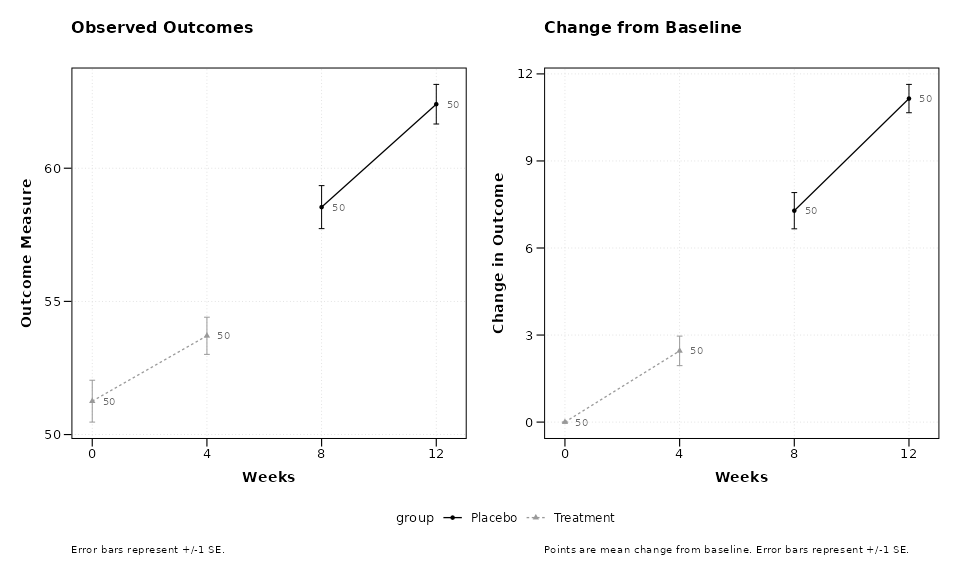 Observed Outcomes
Outcome Measure
60
55
50
50
50
50
50
0 4 8 12
Weeks
Change from Baseline
Change in Outcome
12
9
6
3
0
50
50
50
50
0 4 8 12
Weeks
group Placebo Treatment
Error bars represent +/-1 SE.
Points are mean change from baseline. Error bars represent +/-1 SE.